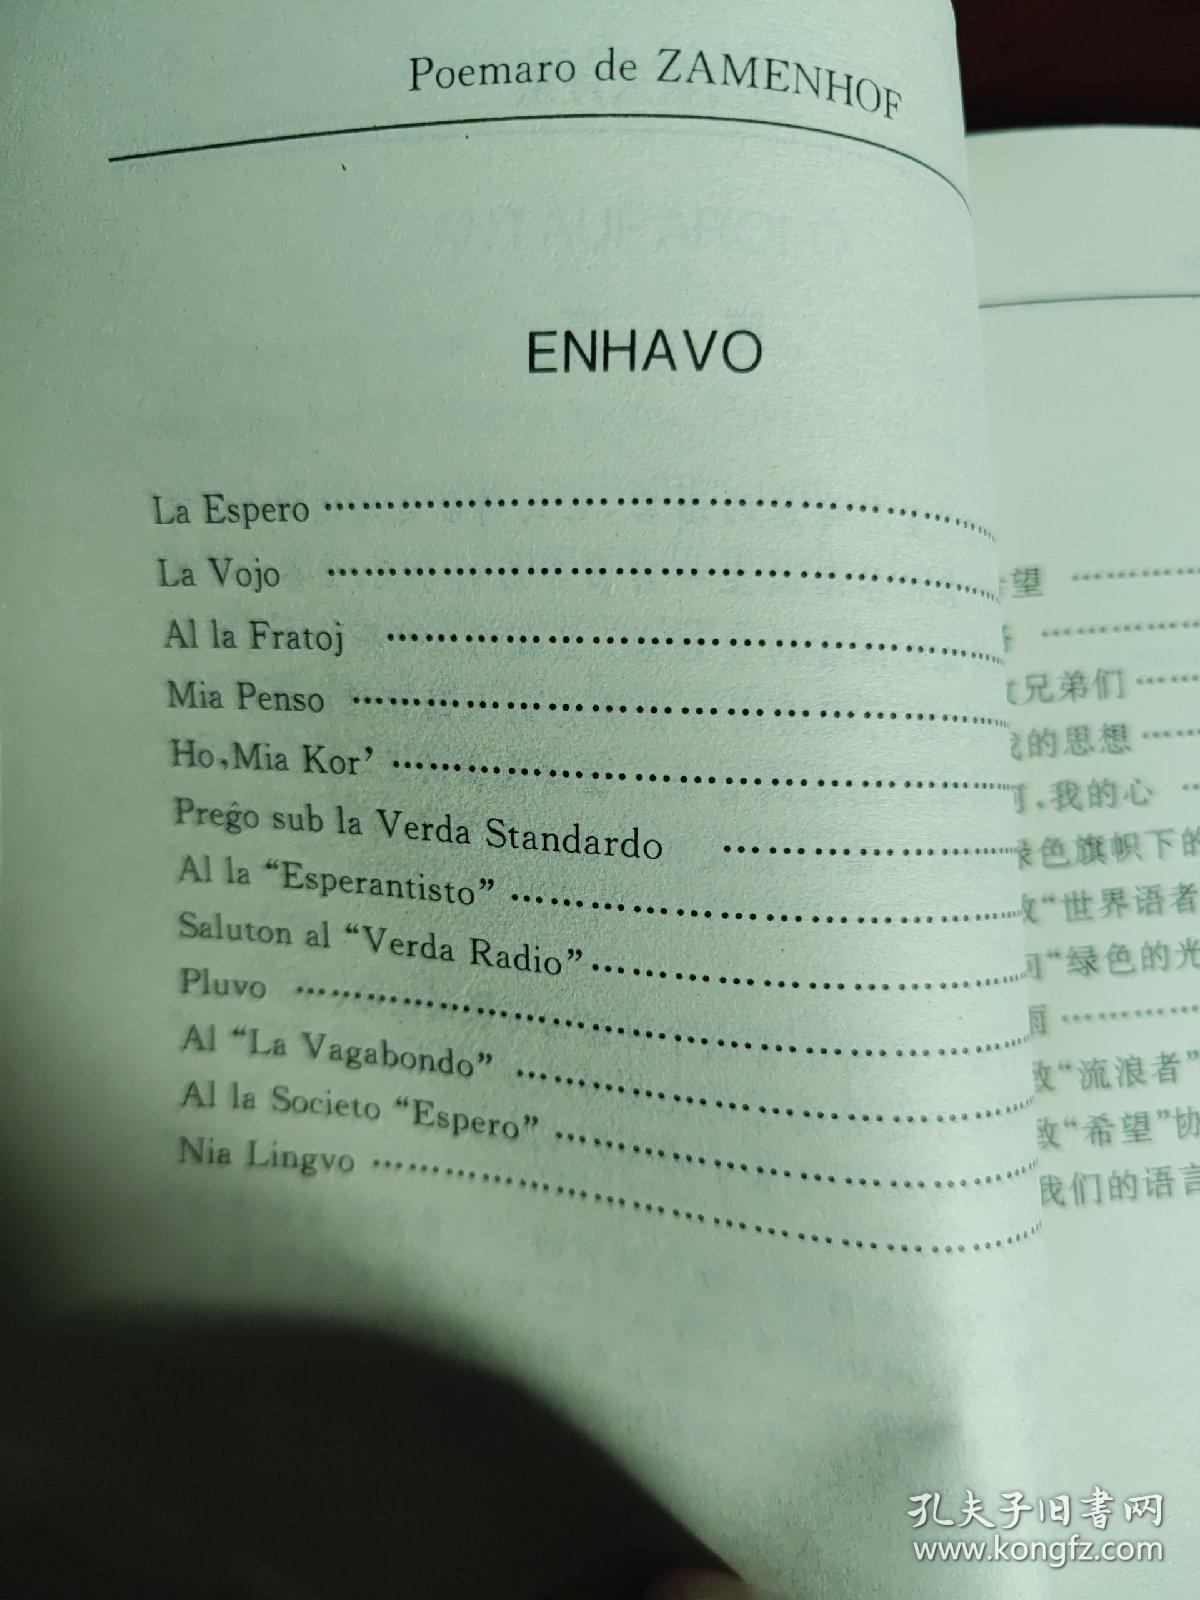 Poemaro de ZAMENHOF
ENHAVO
La Espero ……………………………
La Vojo ……………………………
Al la Fratoj ……………………………
Mia Penso ……………………………
Ho,Mia Kor’ ……………………………
Preĝo sub la Verda Standardo ……………
Al la “Esperantisto” ……………………
Saluton al “Verda Radio” …………………
Pluvo ……………………………
Al “La Vagabondo” ……………………
Al la Societo “Espero” …………………
Nia Lingvo ……………………………
望 …………
…………
兄弟们 ………
的思想 ………
,我的心 …
色旗帜下的
“世界语者
“绿色的光
雨 …………
致“流浪者”
致“希望”协
我们的语言
孔夫子旧书网
www.kongfz.com